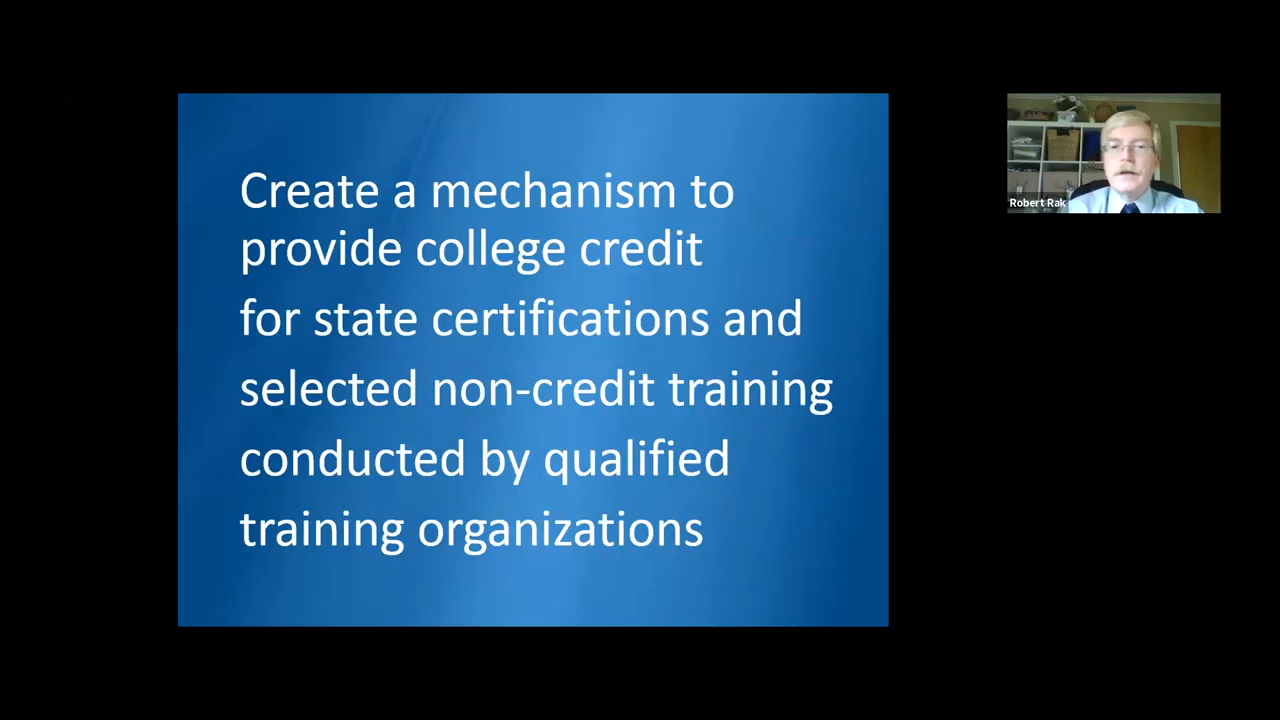 Create a mechanism to
provide college credit
for state certifications and
selected non-credit training
conducted by qualified
training organizations
Robert Rak